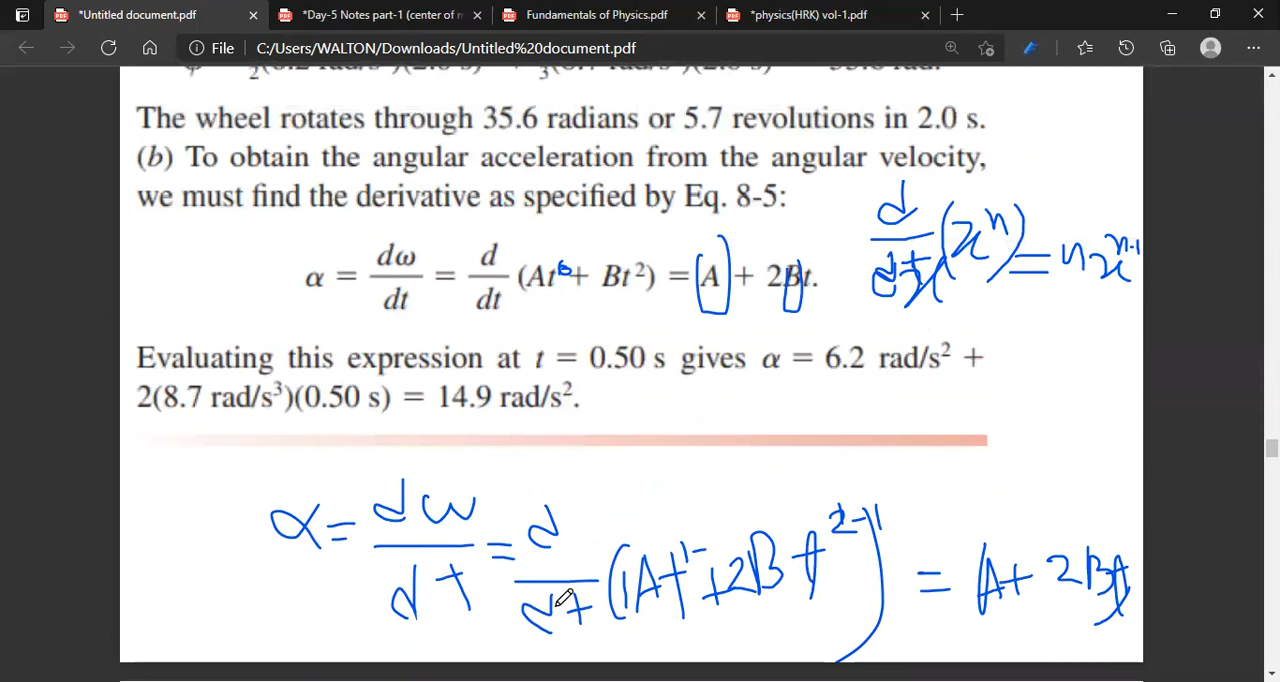 *Untitled document.pdf
*Day-5 Notes part-1 (center of m
Fundamentals of Physics.pdf
*physics(HRK) vol-1.pdf
File C:/Users/WALTON/Downloads/Untitled%20document.pdf
The wheel rotates through 35.6 radians or 5.7 revolutions in 2.0 s.
(b) To obtain the angular acceleration from the angular velocity,
we must find the derivative as specified by Eq. 8-5:
d/dx (x^n) = nx^(n-1)
α = dω/dt = d/dt (At + Bt²) = A + 2Bt.
Evaluating this expression at t = 0.50 s gives α = 6.2 rad/s² +
2(8.7 rad/s³)(0.50 s) = 14.9 rad/s².
α = dω/dt = d/dt (1At^(1-) + 2Bt^(2-1)) = A + 2Bt